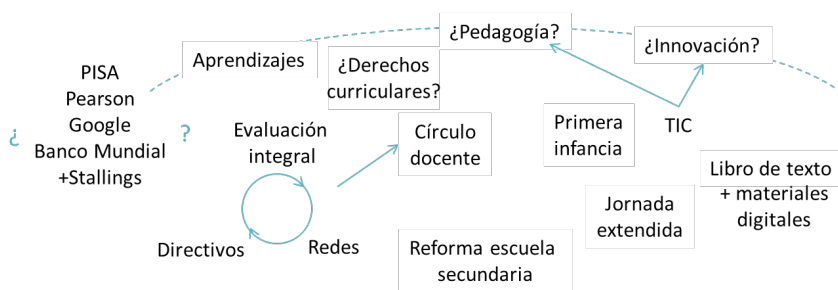 ¿Pedagogía?
¿Innovación?
Aprendizajes
¿Derechos
curriculares?
¿
PISA
Pearson
Google
Banco Mundial
+Stallings
?
Evaluación
integral
Círculo
docente
Primera
infancia
TIC
Libro de texto
+ materiales
digitales
Jornada
extendida
Directivos
Redes
Reforma escuela
secundaria